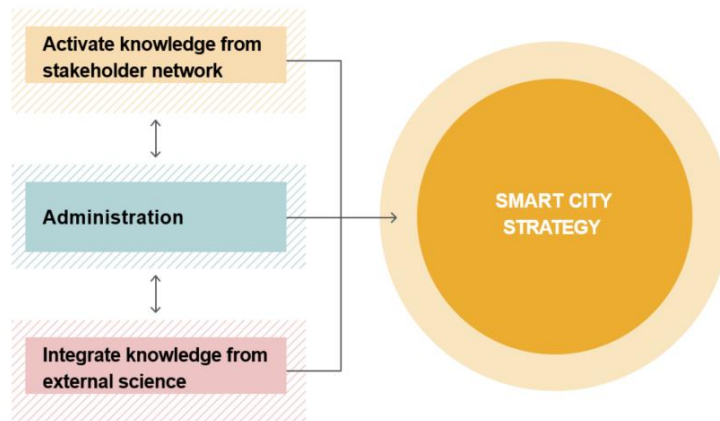 Activate knowledge from
stakeholder network
Administration
SMART CITY
STRATEGY
Integrate knowledge from
external science